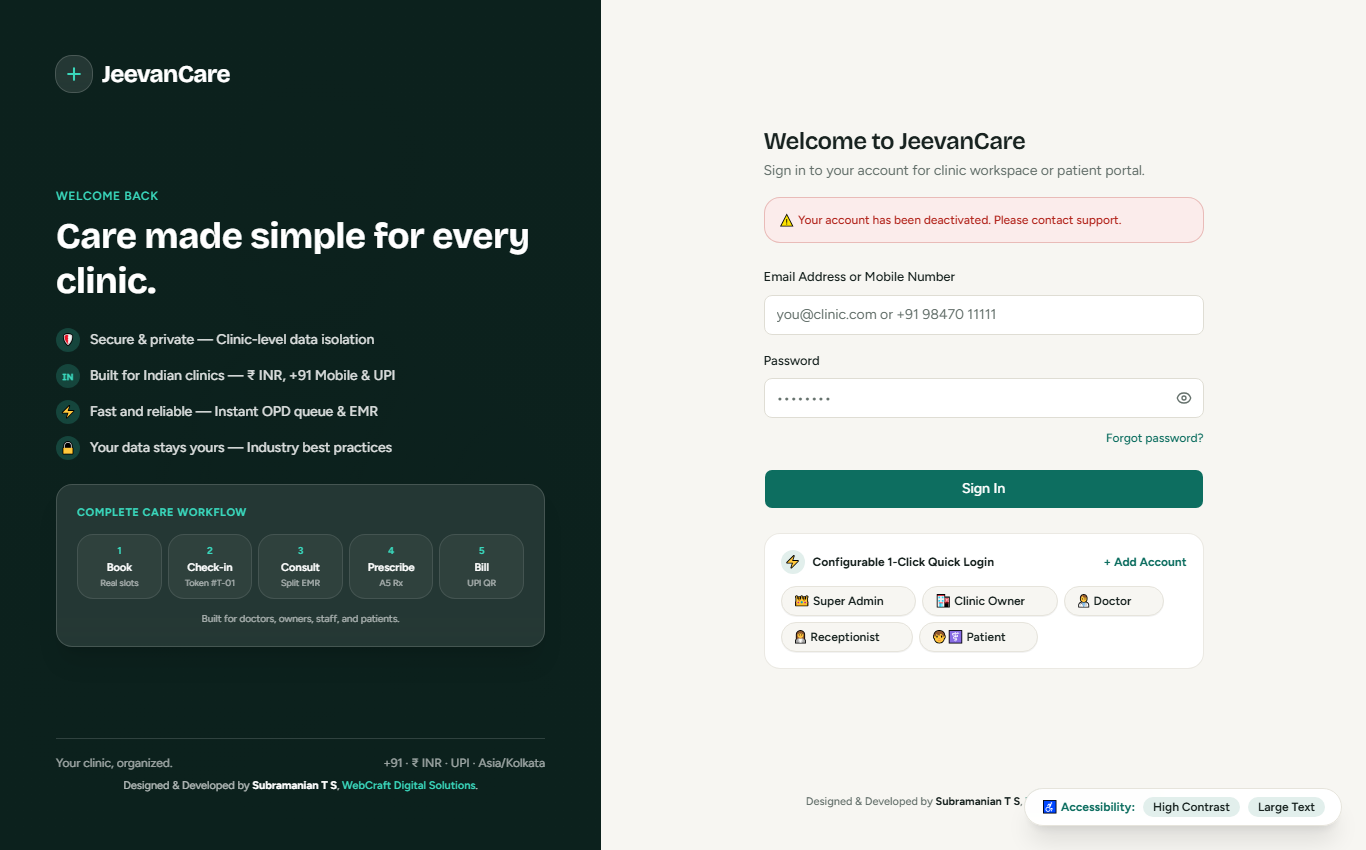 JeevanCare
WELCOME BACK
Care made simple for every
clinic.
Secure & private — Clinic-level data isolation
IN Built for Indian clinics — ₹ INR, +91 Mobile & UPI
Fast and reliable — Instant OPD queue & EMR
Your data stays yours — Industry best practices
COMPLETE CARE WORKFLOW
1 2 3 4 5
Book Check-in Consult Prescribe Bill
Real slots Token #T-01 Split EMR A5 Rx UPI QR
Built for doctors, owners, staff, and patients.
Your clinic, organized. +91 · ₹ INR · UPI · Asia/Kolkata
Designed & Developed by Subramanian T S, WebCraft Digital Solutions.
Welcome to JeevanCare
Sign in to your account for clinic workspace or patient portal.
Your account has been deactivated. Please contact support.
Email Address or Mobile Number
you@clinic.com or +91 98470 11111
Password
••••••••
Forgot password?
Sign In
Configurable 1-Click Quick Login + Add Account
Super Admin Clinic Owner Doctor
Receptionist Patient
Designed & Developed by Subramanian T S,
Accessibility: High Contrast Large Text